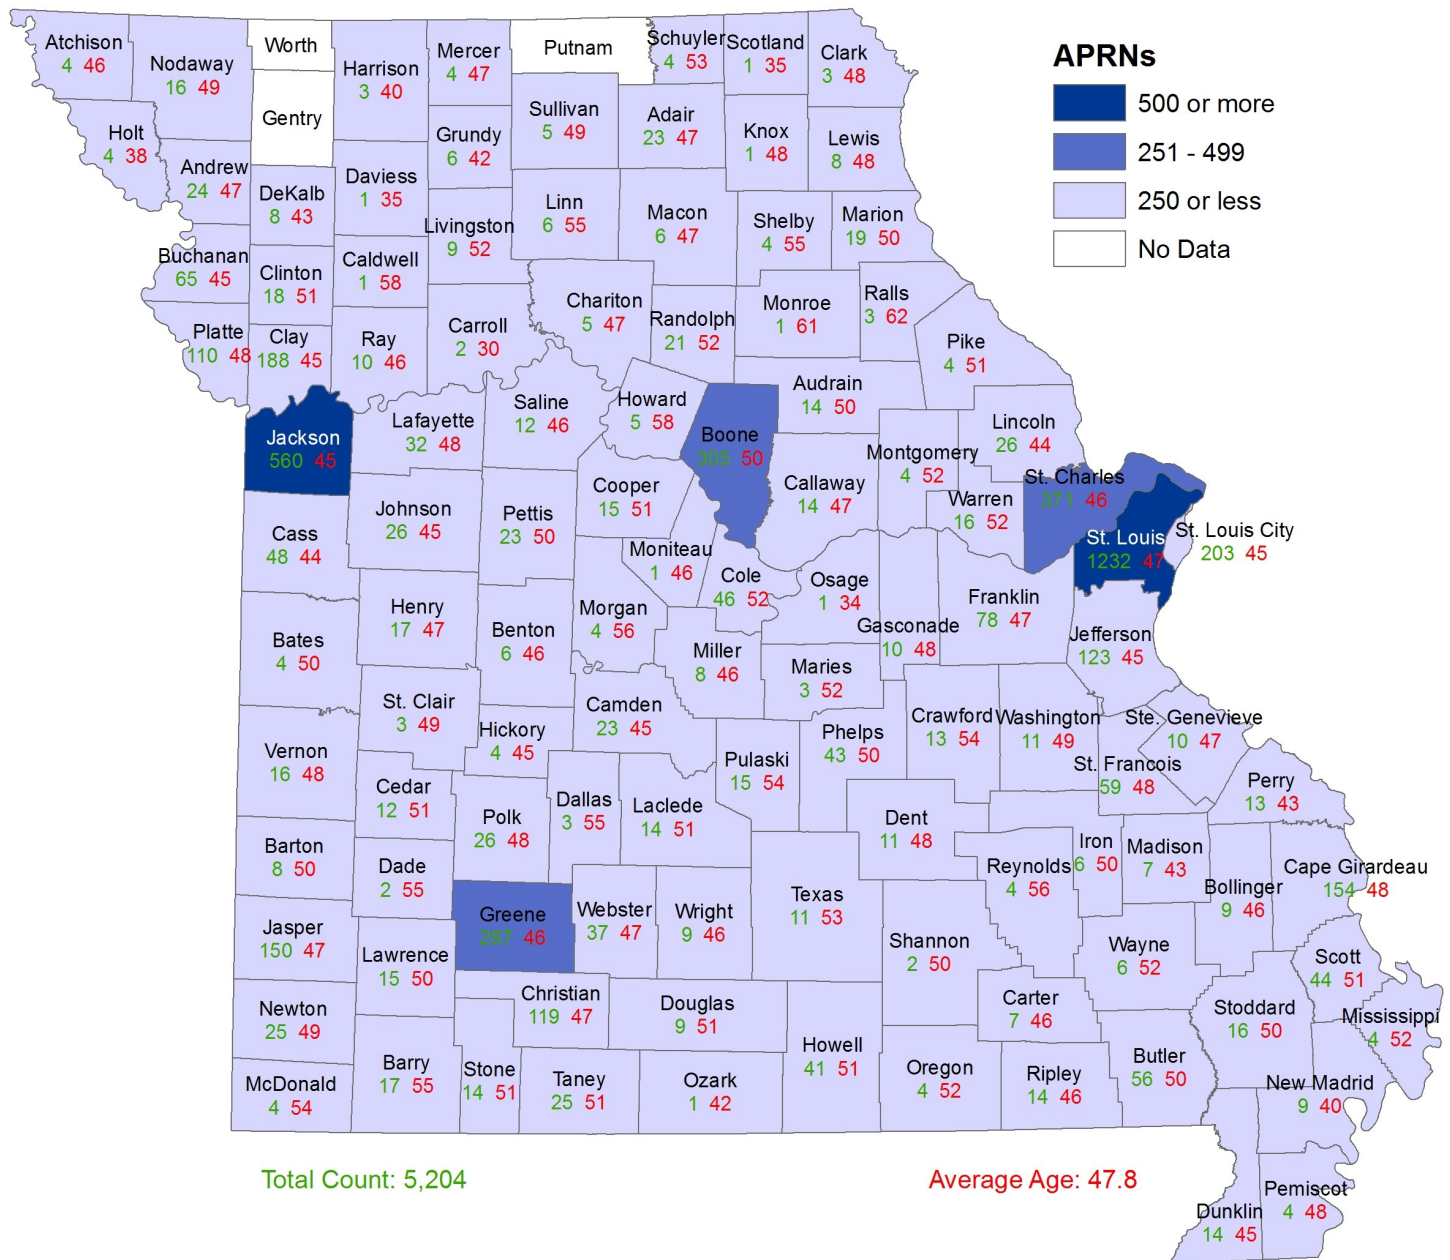 APRNs
500 or more
251 - 499
250 or less
No Data
Atchison
4 46
Nodaway
16 49
Worth
Gentry
Harrison
3 40
Mercer
4 47
Putnam
Schuyler
4 53
Scotland
1 35
Clark
3 48
Holt
4 38
Andrew
24 47
DeKalb
8 43
Daviess
1 35
Grundy
6 42
Sullivan
5 49
Adair
23 47
Knox
1 48
Lewis
8 48
Buchanan
65 45
Clinton
18 51
Caldwell
1 58
Livingston
9 52
Linn
6 55
Macon
6 47
Shelby
4 55
Marion
19 50
Platte
110 48
Clay
188 45
Ray
10 46
Carroll
2 30
Chariton
5 47
Randolph
21 52
Monroe
1 61
Ralls
3 62
Pike
4 51
Jackson
560 45
Lafayette
32 48
Saline
12 46
Howard
5 58
Boone
305 50
Audrain
14 50
Callaway
14 47
Montgomery
4 52
Lincoln
26 44
Warren
16 52
St. Charles
371 46
St. Louis
1232 47
St. Louis City
203 45
Cass
48 44
Johnson
26 45
Pettis
23 50
Cooper
15 51
Moniteau
1 46
Cole
46 52
Osage
1 34
Gasconade
10 48
Franklin
78 47
Jefferson
123 45
Bates
4 50
Henry
17 47
Benton
6 46
Morgan
4 56
Miller
8 46
Maries
3 52
Vernon
16 48
St. Clair
3 49
Hickory
4 45
Camden
23 45
Pulaski
15 54
Phelps
43 50
Crawford
13 54
Washington
11 49
Ste. Genevieve
10 47
St. Francois
59 48
Perry
13 43
Cedar
12 51
Polk
26 48
Dallas
3 55
Laclede
14 51
Dent
11 48
Iron
6 50
Madison
7 43
Barton
8 50
Dade
2 55
Reynolds
4 56
Bollinger
9 46
Cape Girardeau
154 48
Jasper
150 47
Lawrence
15 50
Greene
287 46
Webster
37 47
Wright
9 46
Texas
11 53
Shannon
2 50
Wayne
6 52
Scott
44 51
Newton
25 49
Christian
119 47
Douglas
9 51
Howell
41 51
Carter
7 46
Stoddard
16 50
Mississippi
4 52
McDonald
4 54
Barry
17 55
Stone
14 51
Taney
25 51
Ozark
1 42
Oregon
4 52
Ripley
14 46
Butler
56 50
New Madrid
9 40
Dunklin
14 45
Pemiscot
4 48
Total Count: 5,204
Average Age: 47.8